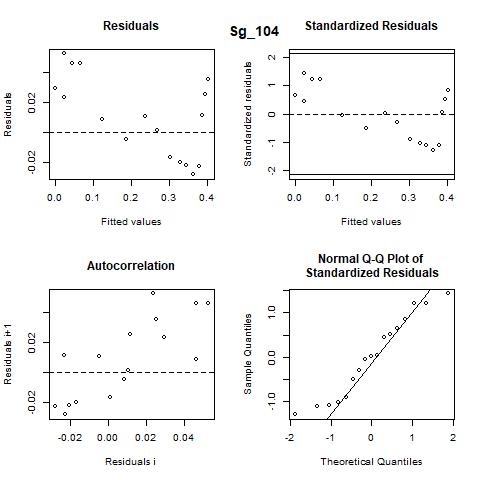 Sg_104
Residuals
Residuals
-0.02
0.02
0.0
0.1
0.2
0.3
0.4
Fitted values
Standardized Residuals
Standardized residuals
-2
-1
0
1
2
0.0
0.1
0.2
0.3
0.4
Fitted values
Autocorrelation
Residuals i+1
-0.02
0.02
-0.02
0.00
0.02
0.04
Residuals i
Normal Q-Q Plot of
Standardized Residuals
Sample Quantiles
-1.0
0.0
1.0
-2
-1
0
1
2
Theoretical Quantiles